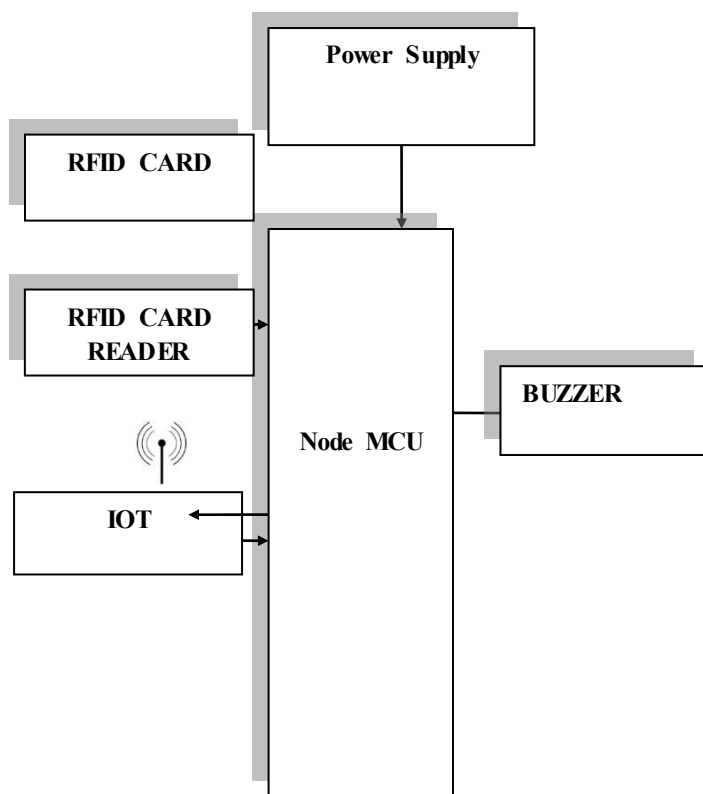 Power Supply
RFID CARD
RFID CARD
READER
BUZZER
Node MCU
IOT